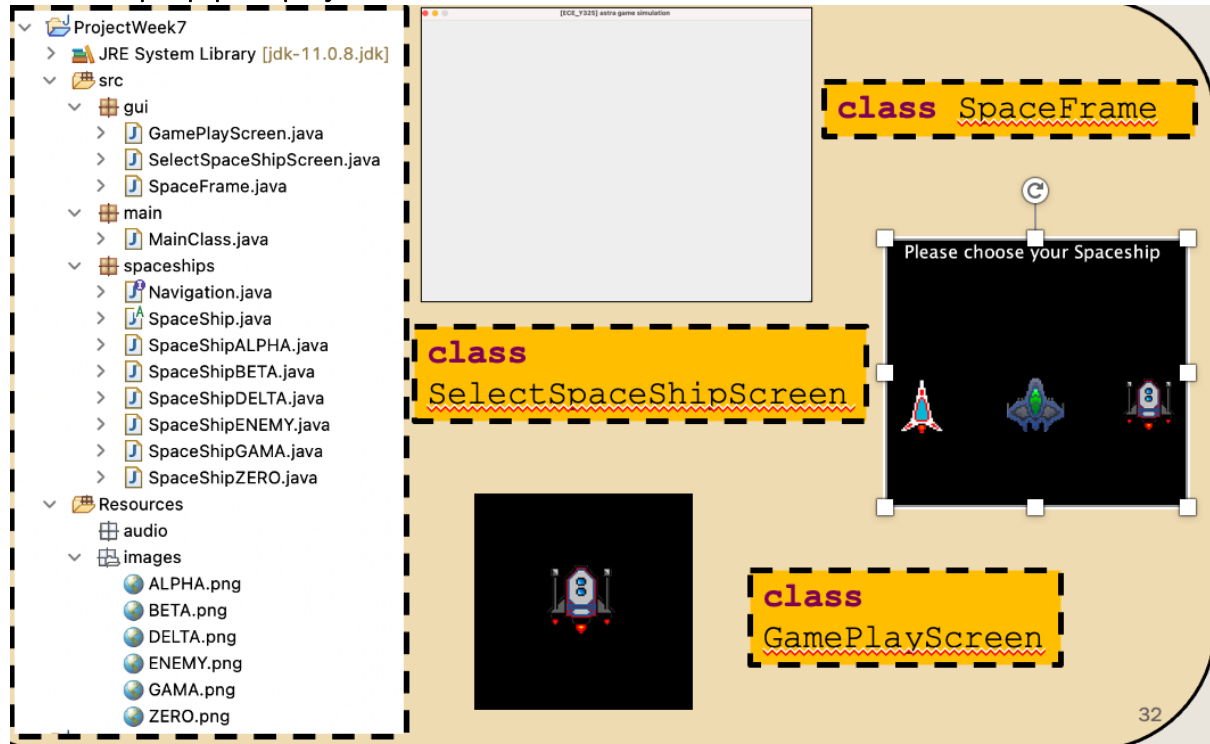 ProjectWeek7
JRE System Library [jdk-11.0.8.jdk]
src
gui
GamePlayScreen.java
SelectSpaceShipScreen.java
SpaceFrame.java
main
MainClass.java
spaceships
Navigation.java
SpaceShip.java
SpaceShipALPHA.java
SpaceShipBETA.java
SpaceShipDELTA.java
SpaceShipENEMY.java
SpaceShipGAMA.java
SpaceShipZERO.java
Resources
audio
images
ALPHA.png
BETA.png
DELTA.png
ENEMY.png
GAMA.png
ZERO.png
[ECE_Y325] astra game simulation
class SpaceFrame
Please choose your Spaceship
class
SelectSpaceShipScreen
class
GamePlayScreen
32